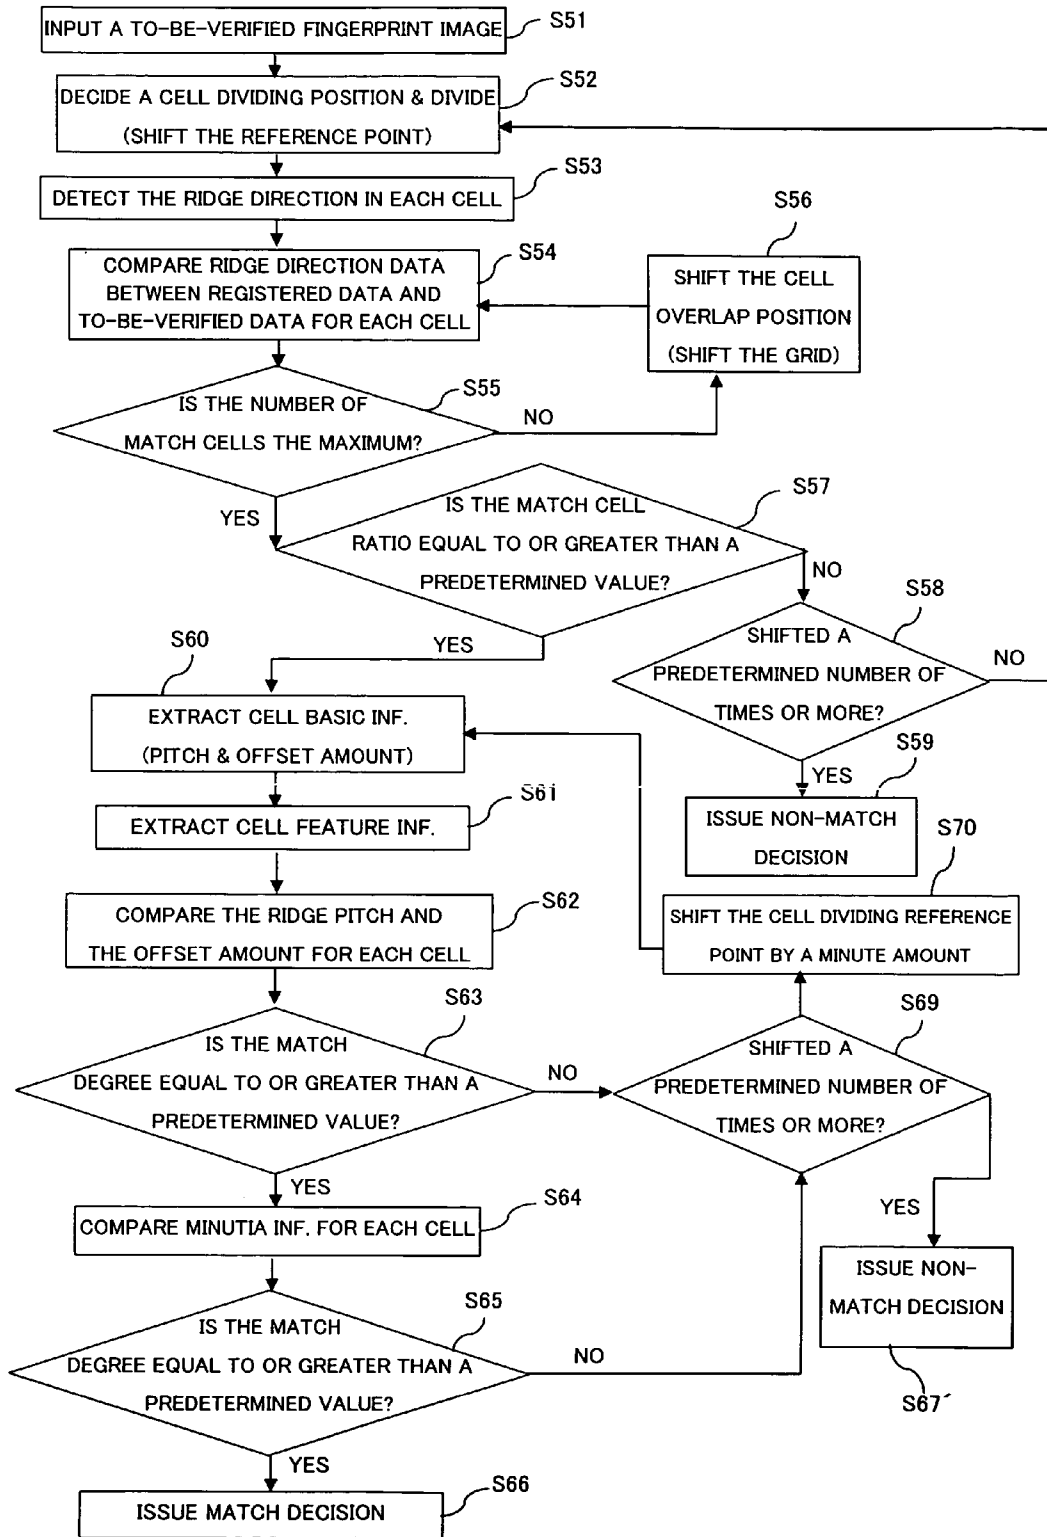 INPUT A TO-BE-VERIFIED FINGERPRINT IMAGE
S51
DECIDE A CELL DIVIDING POSITION & DIVIDE
(SHIFT THE REFERENCE POINT)
S52
DETECT THE RIDGE DIRECTION IN EACH CELL
S53
COMPARE RIDGE DIRECTION DATA
BETWEEN REGISTERED DATA AND
TO-BE-VERIFIED DATA FOR EACH CELL
S54
S56
SHIFT THE CELL
OVERLAP POSITION
(SHIFT THE GRID)
IS THE NUMBER OF
MATCH CELLS THE MAXIMUM?
S55
NO
YES
IS THE MATCH CELL
RATIO EQUAL TO OR GREATER THAN A
PREDETERMINED VALUE?
S57
NO
YES
SHIFTED A
PREDETERMINED NUMBER OF
TIMES OR MORE?
S58
NO
YES
S59
ISSUE NON-MATCH
DECISION
S60
EXTRACT CELL BASIC INF.
(PITCH & OFFSET AMOUNT)
EXTRACT CELL FEATURE INF.
S61
COMPARE THE RIDGE PITCH AND
THE OFFSET AMOUNT FOR EACH CELL
S62
S70
SHIFT THE CELL DIVIDING REFERENCE
POINT BY A MINUTE AMOUNT
IS THE MATCH
DEGREE EQUAL TO OR GREATER THAN A
PREDETERMINED VALUE?
S63
NO
YES
SHIFTED A
PREDETERMINED NUMBER OF
TIMES OR MORE?
S69
YES
COMPARE MINUTIA INF. FOR EACH CELL
S64
ISSUE NON-
MATCH DECISION
S67´
IS THE MATCH
DEGREE EQUAL TO OR GREATER THAN A
PREDETERMINED VALUE?
S65
NO
YES
ISSUE MATCH DECISION
S66